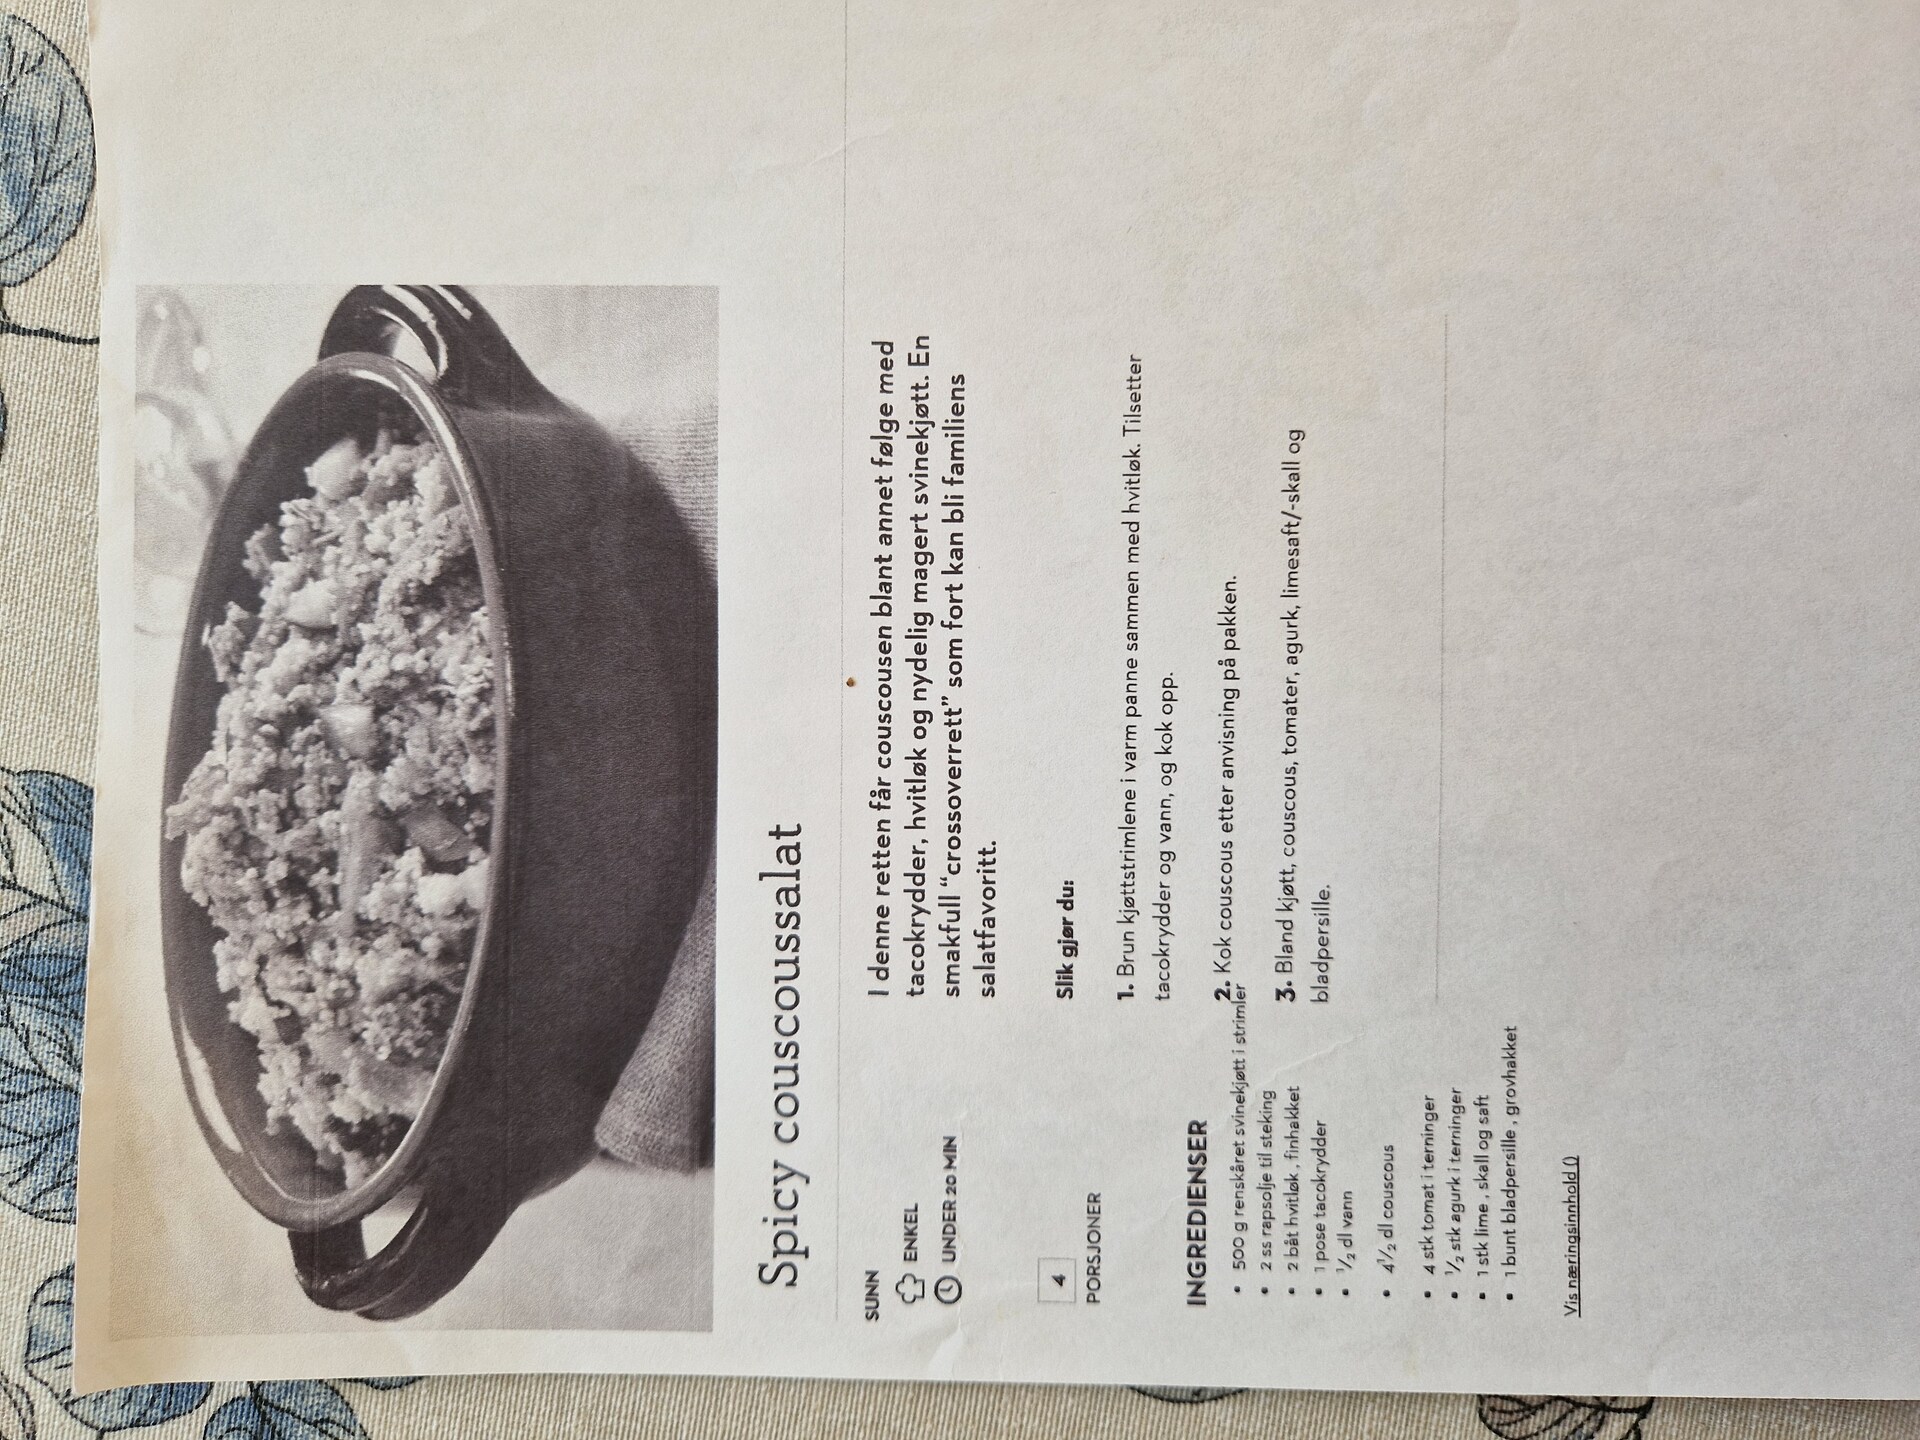 Spicy couscoussalat
SUNN
ENKEL
UNDER 20 MIN
4
PORSJONER
INGREDIENSER
• 500 g renskåret svinekjøtt i strimler
• 2 ss rapsolje til steking
• 2 båt hvitløk , finhakket
• 1 pose tacokrydder
• ½ dl vann
• 4½ dl couscous
• 4 stk tomat i terninger
• ½ stk agurk i terninger
• 1 stk lime , skall og saft
• 1 bunt bladpersille , grovhakket
Vis næringsinnhold ()
I denne retten får couscousen blant annet følge med
tacokrydder, hvitløk og nydelig magert svinekjøtt. En
smakfull “crossoverrett” som fort kan bli familiens
salatfavoritt.
Slik gjør du:
1. Brun kjøttstrimlene i varm panne sammen med hvitløk. Tilsetter
tacokrydder og vann, og kok opp.
2. Kok couscous etter anvisning på pakken.
3. Bland kjøtt, couscous, tomater, agurk, limesaft/-skall og
bladpersille.